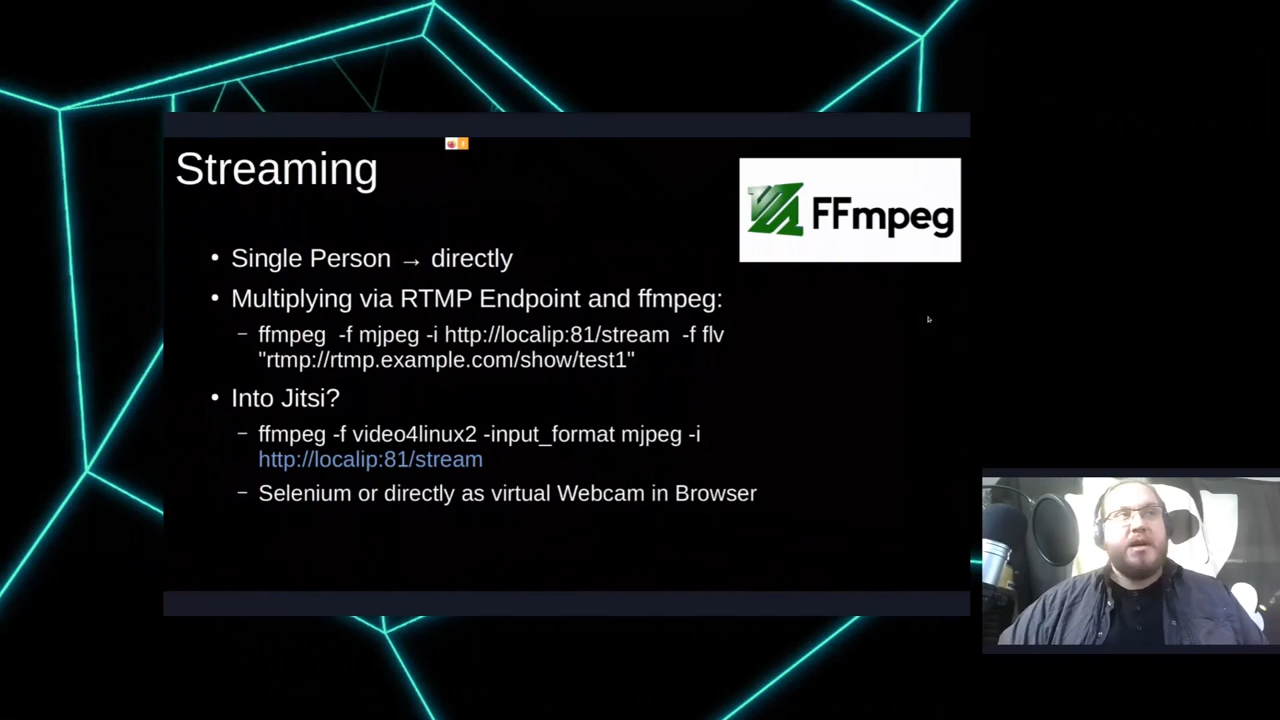 Streaming
FFmpeg
• Single Person → directly
• Multiplying via RTMP Endpoint and ffmpeg:
– ffmpeg -f mjpeg -i http://localip:81/stream -f flv
"rtmp://rtmp.example.com/show/test1"
• Into Jitsi?
– ffmpeg -f video4linux2 -input_format mjpeg -i
http://localip:81/stream
– Selenium or directly as virtual Webcam in Browser